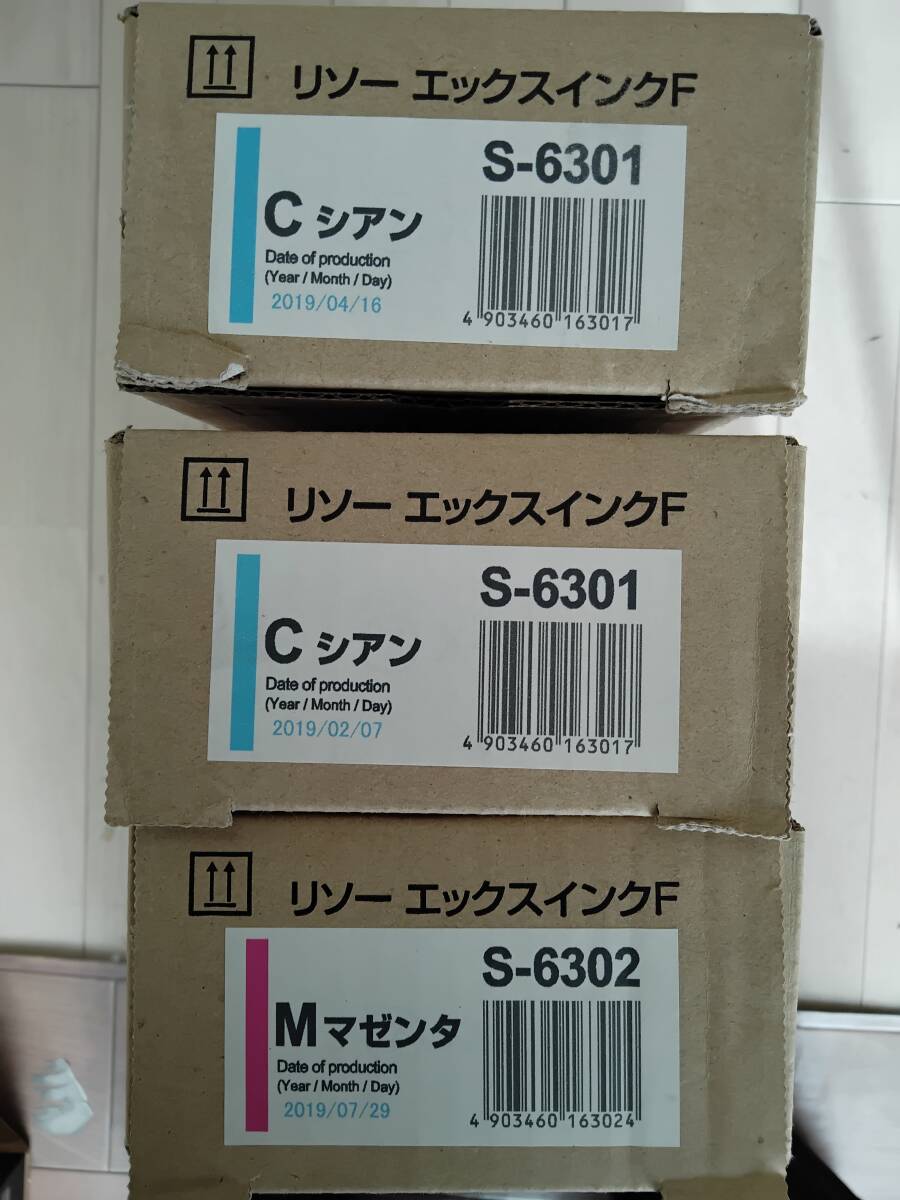 リソー エックスインクF
S-6301
C シアン
Date of production
(Year / Month / Day)
2019/04/16
4 903460 163017
リソー エックスインクF
S-6301
C シアン
Date of production
(Year / Month / Day)
2019/02/07
4 903460 163017
リソー エックスインクF
S-6302
M マゼンタ
Date of production
(Year / Month / Day)
2019/07/29
4 903460 163024